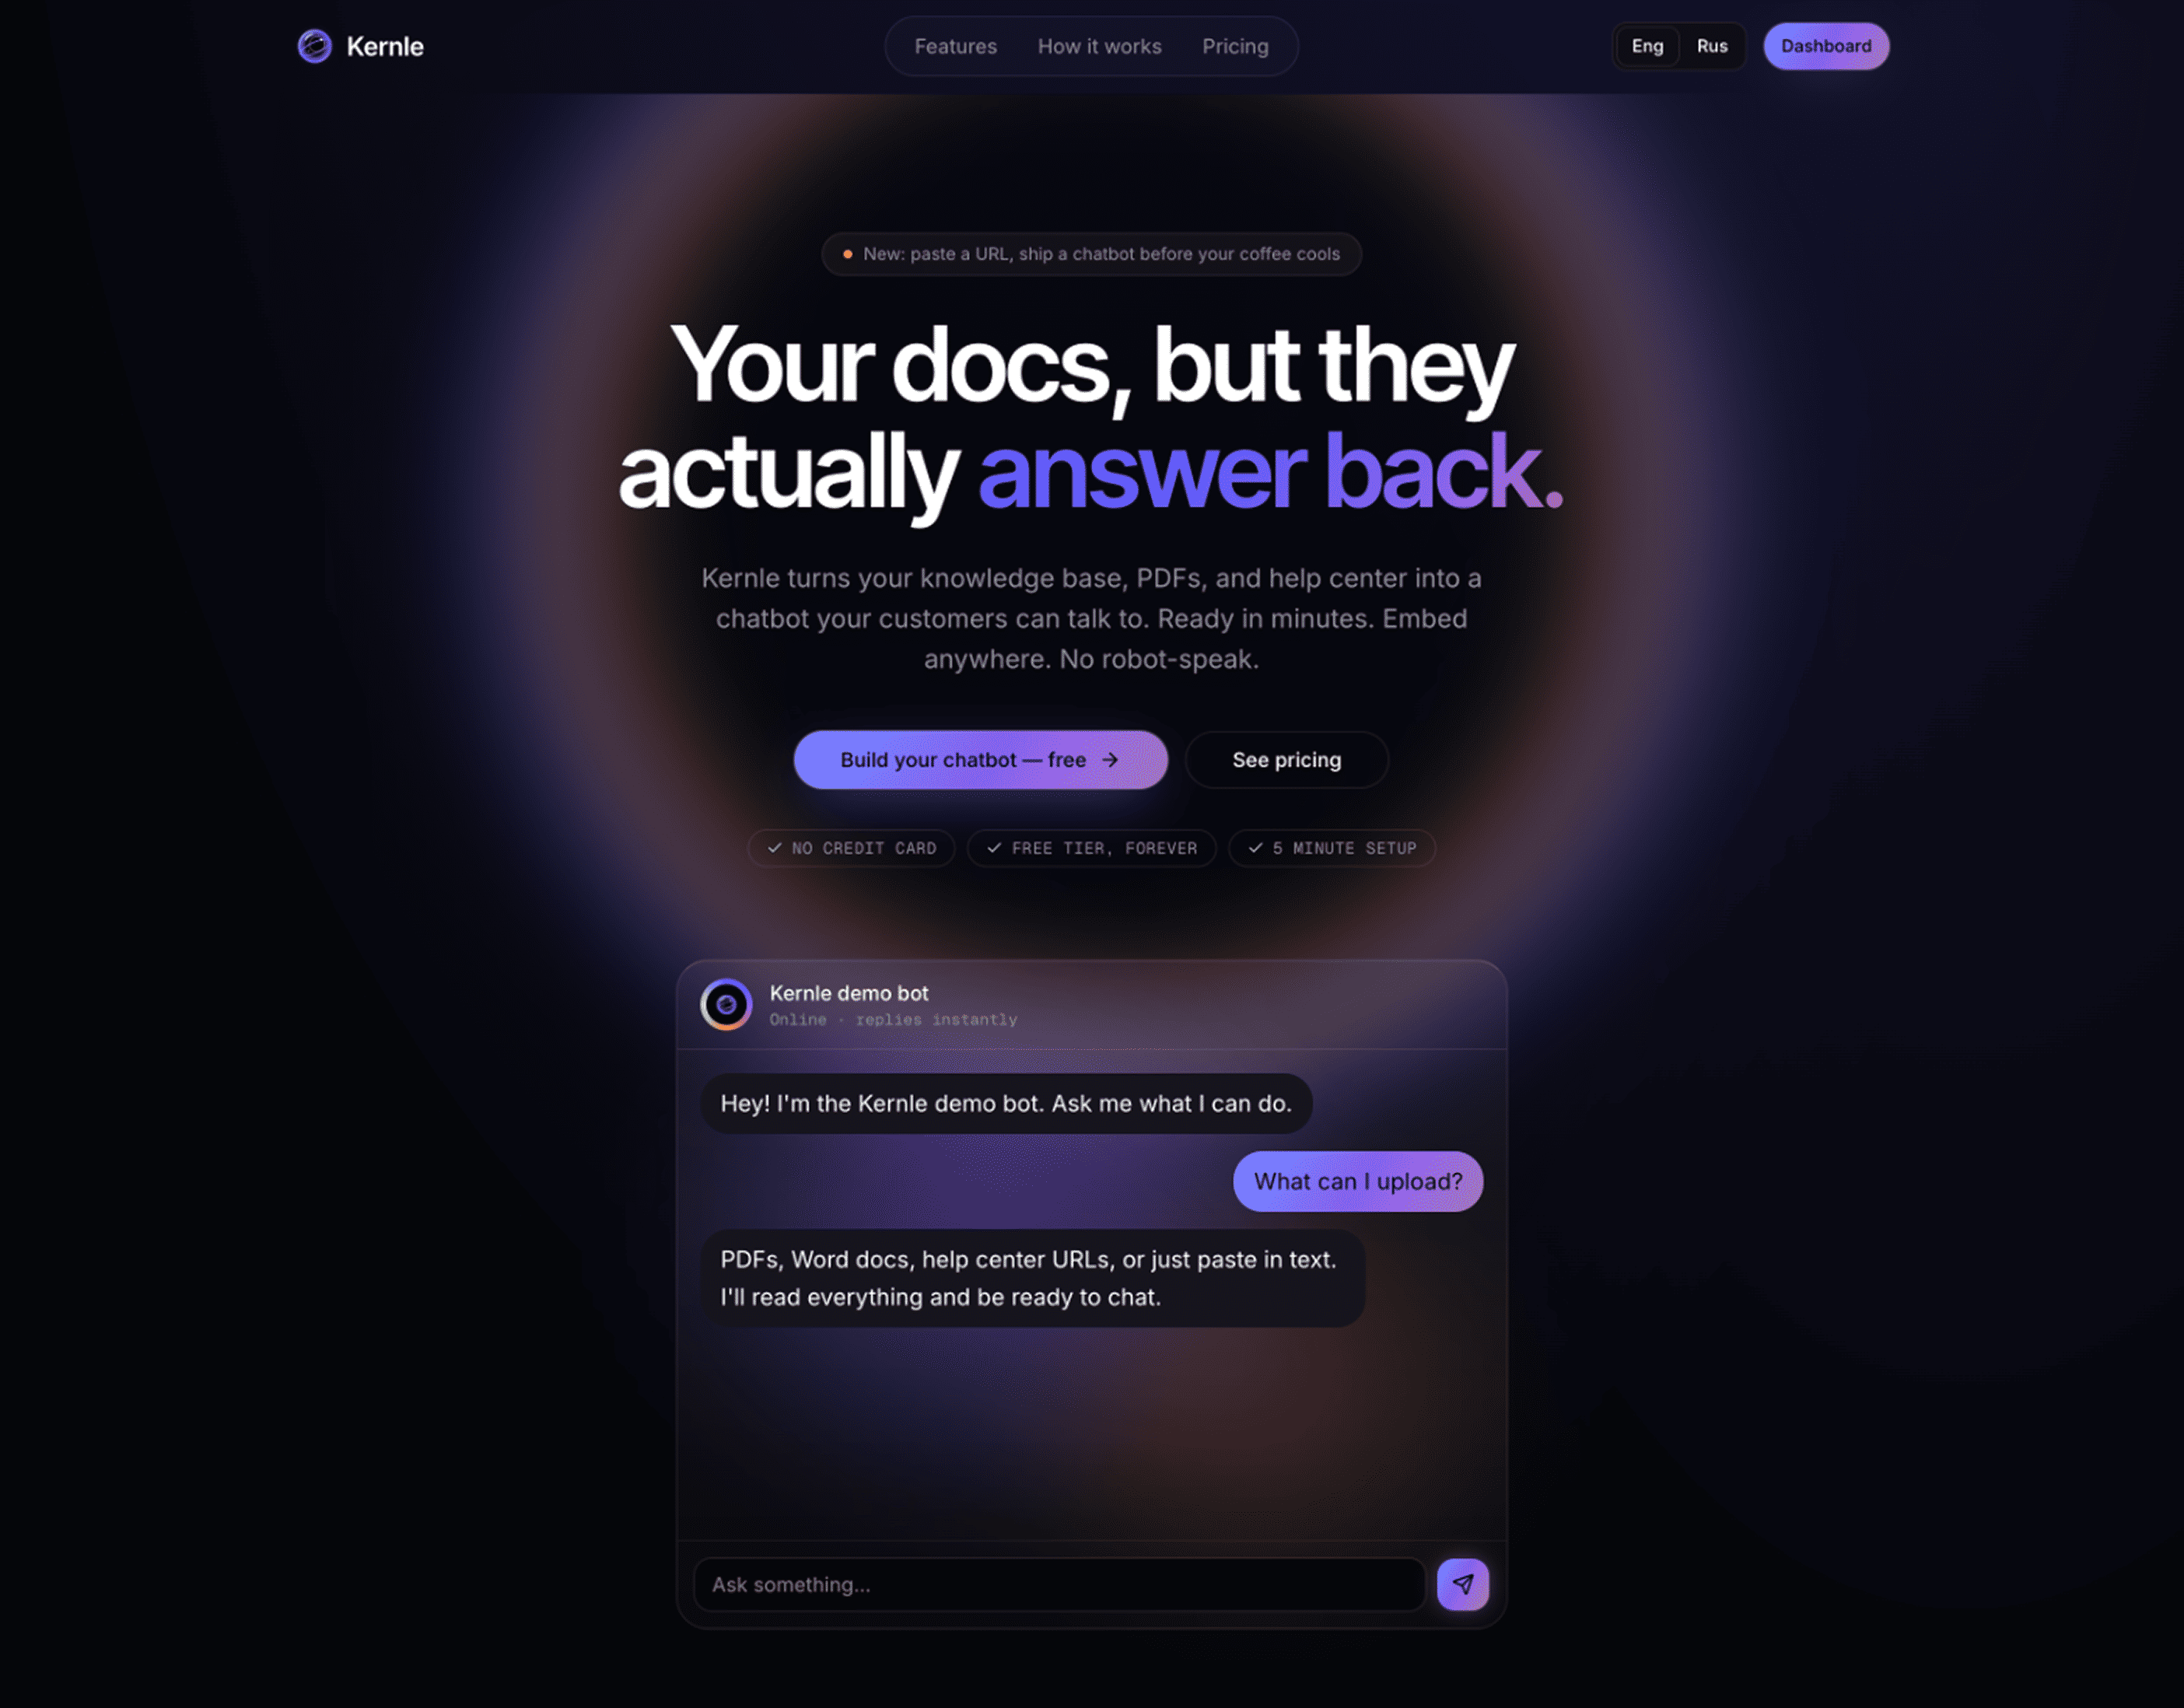 Kernle
Features
How it works
Pricing
Eng
Rus
Dashboard
New: paste a URL, ship a chatbot before your coffee cools
Your docs, but they
actually answer back.
Kernle turns your knowledge base, PDFs, and help center into a
chatbot your customers can talk to. Ready in minutes. Embed
anywhere. No robot-speak.
Build your chatbot — free →
See pricing
✓ NO CREDIT CARD
✓ FREE TIER, FOREVER
✓ 5 MINUTE SETUP
Kernle demo bot
Online · replies instantly
Hey! I'm the Kernle demo bot. Ask me what I can do.
What can I upload?
PDFs, Word docs, help center URLs, or just paste in text.
I'll read everything and be ready to chat.
Ask something...